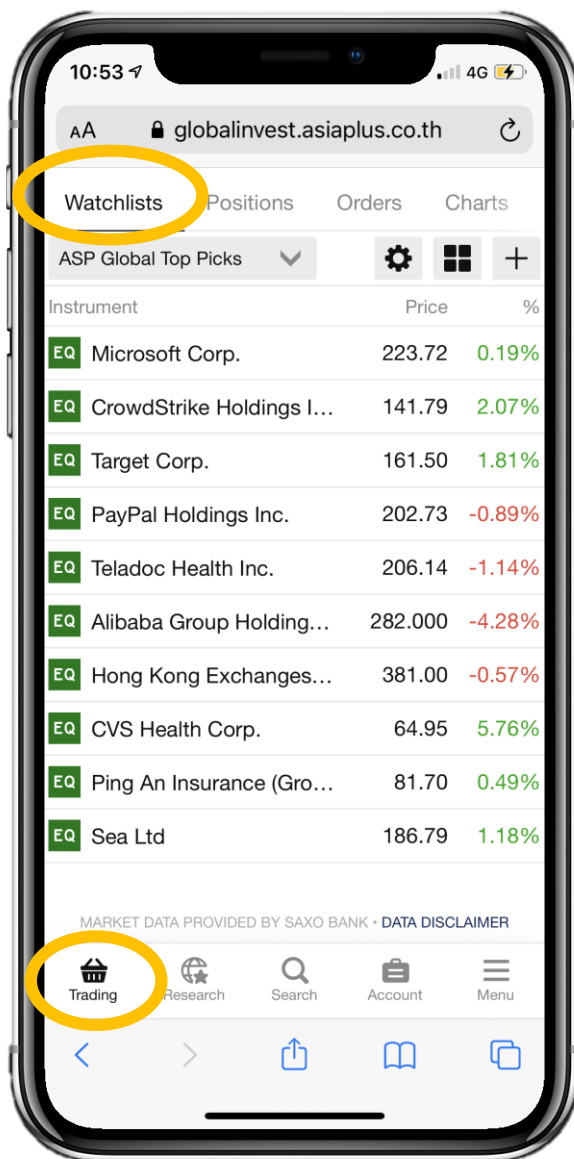 10:53 4G
AA globalinvest.asiaplus.co.th
Watchlists Positions Orders Charts
ASP Global Top Picks
Instrument Price %
EQ Microsoft Corp. 223.72 0.19%
EQ CrowdStrike Holdings I... 141.79 2.07%
EQ Target Corp. 161.50 1.81%
EQ PayPal Holdings Inc. 202.73 -0.89%
EQ Teladoc Health Inc. 206.14 -1.14%
EQ Alibaba Group Holding... 282.000 -4.28%
EQ Hong Kong Exchanges... 381.00 -0.57%
EQ CVS Health Corp. 64.95 5.76%
EQ Ping An Insurance (Gro... 81.70 0.49%
EQ Sea Ltd 186.79 1.18%
MARKET DATA PROVIDED BY SAXO BANK • DATA DISCLAIMER
Trading Research Search Account Menu